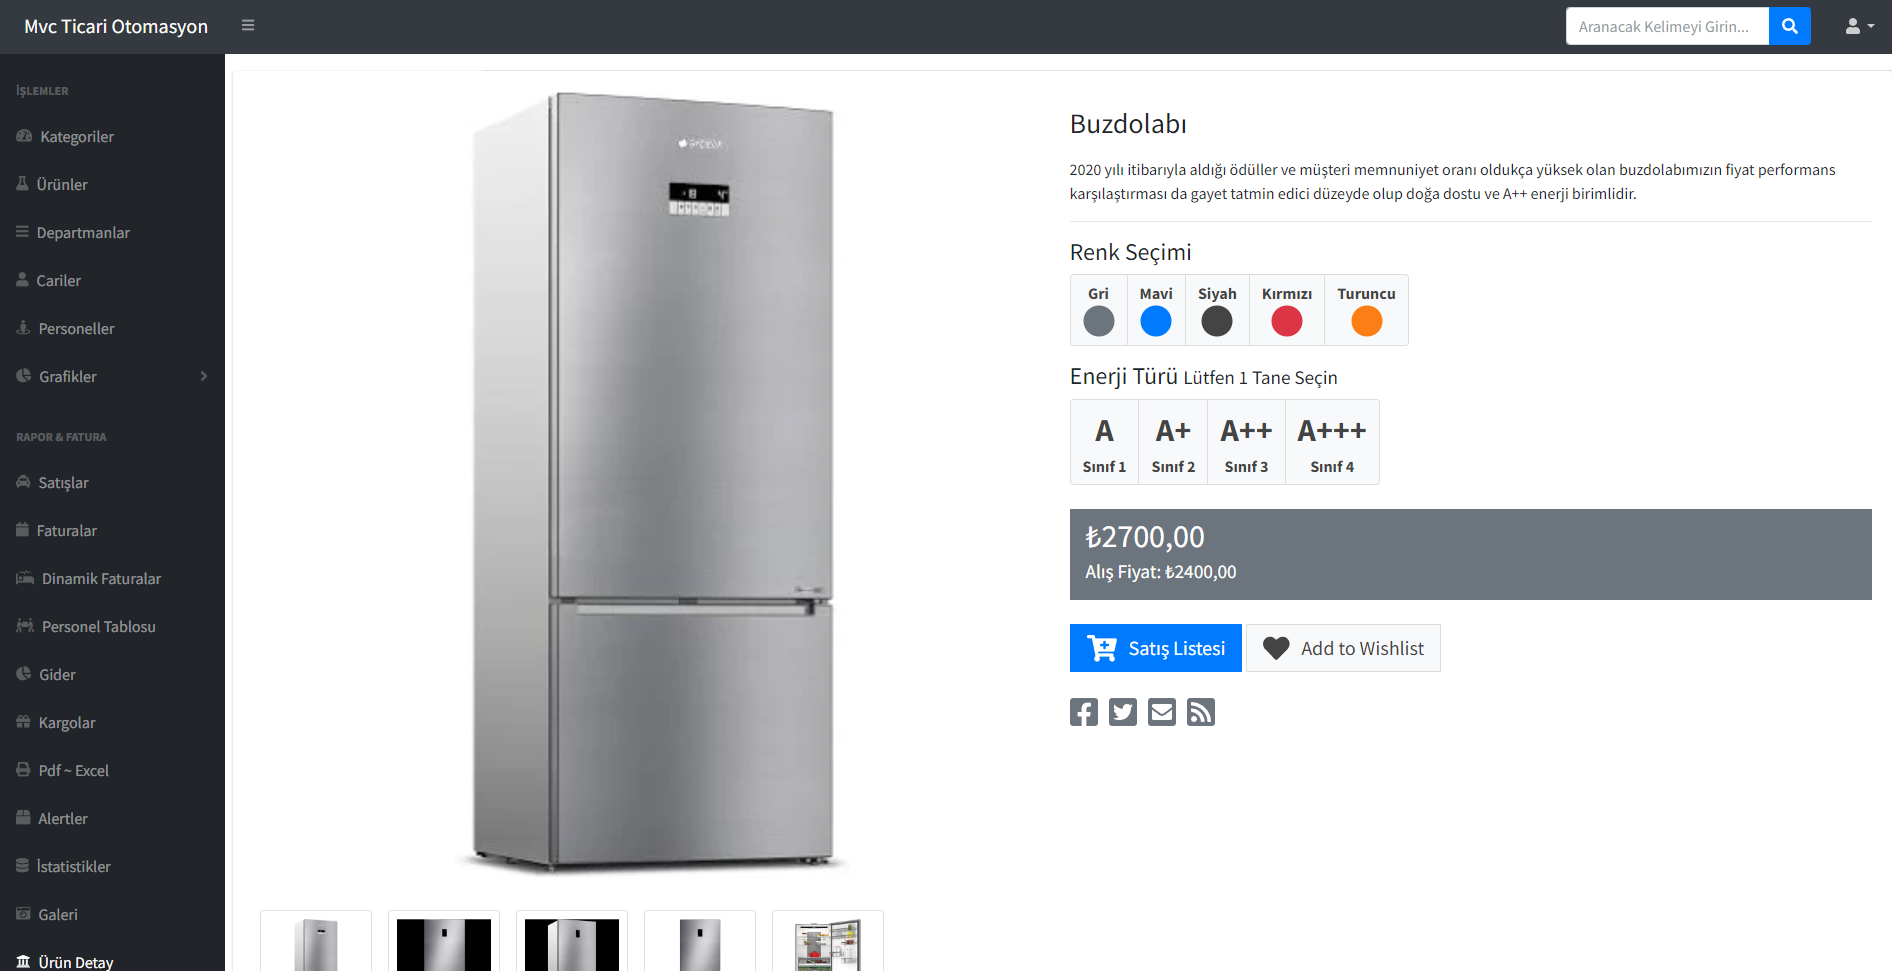 Mvc Ticari Otomasyon
Aranacak Kelimeyi Girin...
İŞLEMLER
Kategoriler
Ürünler
Departmanlar
Cariler
Personeller
Grafikler
RAPOR & FATURA
Satışlar
Faturalar
Dinamik Faturalar
Personel Tablosu
Gider
Kargolar
Pdf ~ Excel
Alertler
İstatistikler
Galeri
Ürün Detay
Buzdolabı
2020 yılı itibarıyla aldığı ödüller ve müşteri memnuniyet oranı oldukça yüksek olan buzdolabımızın fiyat performans
karşılaştırması da gayet tatmin edici düzeyde olup doğa dostu ve A++ enerji birimlidir.
Renk Seçimi
Gri Mavi Siyah Kırmızı Turuncu
Enerji Türü Lütfen 1 Tane Seçin
A A+ A++ A+++
Sınıf 1 Sınıf 2 Sınıf 3 Sınıf 4
₺2700,00
Alış Fiyat: ₺2400,00
Satış Listesi Add to Wishlist